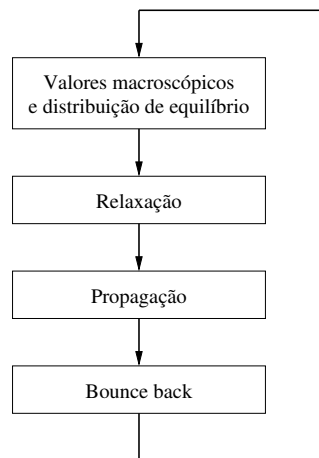 Valores macroscópicos
e distribuição de equilíbrio
Relaxação
Propagação
Bounce back